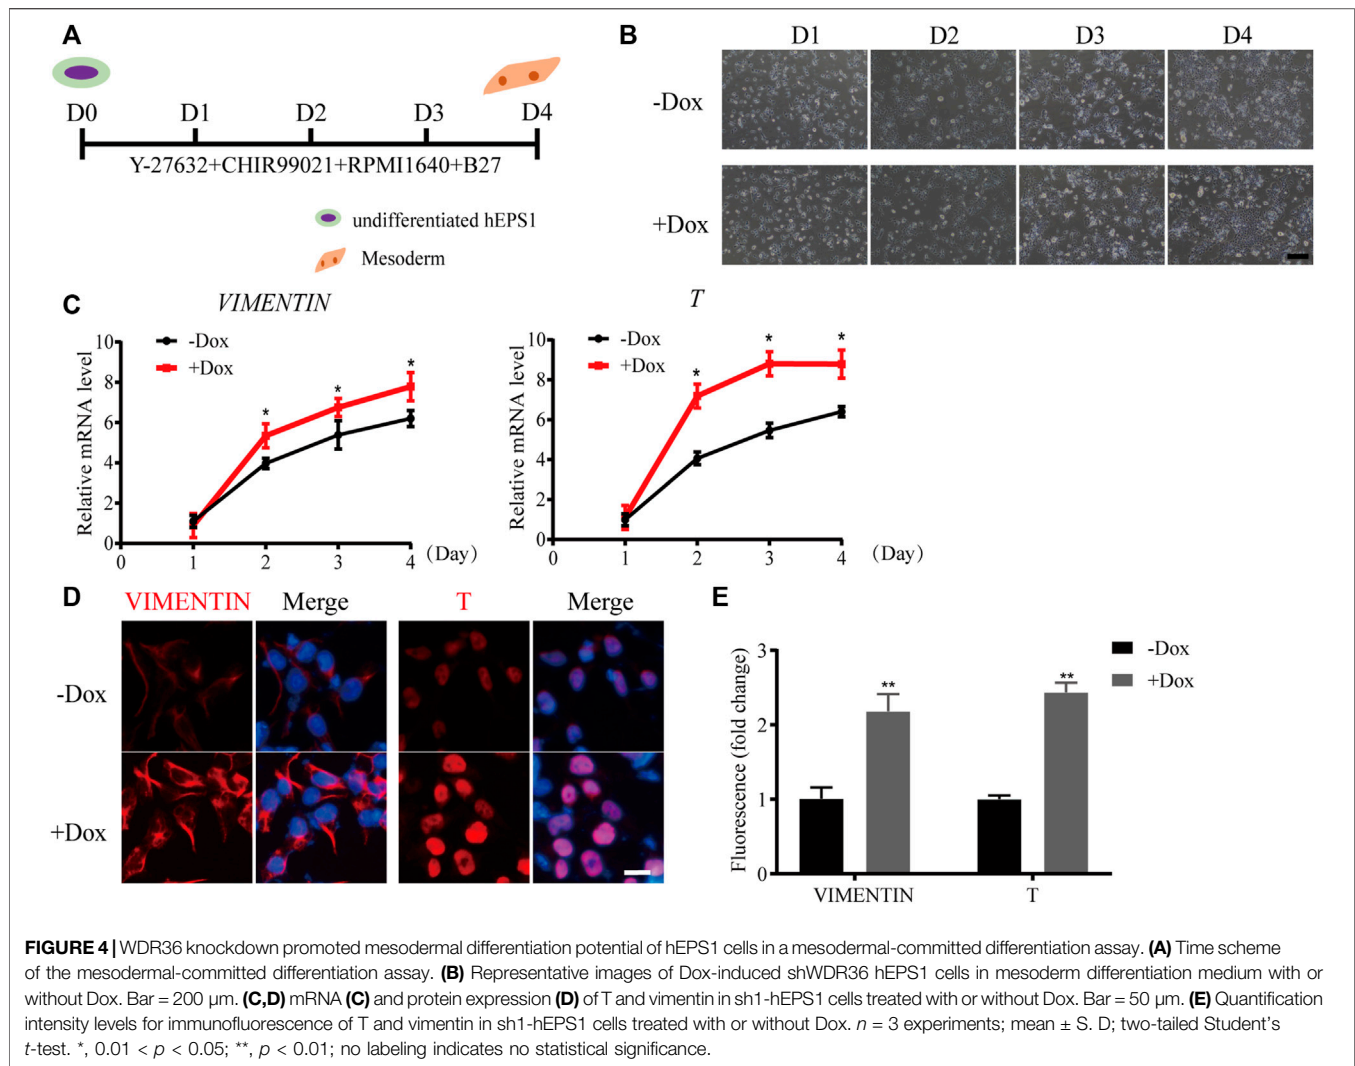 A
D0 D1 D2 D3 D4
Y-27632+CHIR99021+RPMI1640+B27
undifferentiated hEPS1
Mesoderm
B
D1 D2 D3 D4
-Dox
+Dox
C
VIMENTIN
-Dox
+Dox
Relative mRNA level
10
8
6
4
2
0
* * *
0 1 2 3 4 (Day)
T
-Dox
+Dox
Relative mRNA level
10
8
6
4
2
0
* * *
0 1 2 3 4 (Day)
D
VIMENTIN Merge T Merge
-Dox
+Dox
E
-Dox
+Dox
Fluorescence (fold change)
3
2
1
0
** **
VIMENTIN T
FIGURE 4 | WDR36 knockdown promoted mesodermal differentiation potential of hEPS1 cells in a mesodermal-committed differentiation assay. (A) Time scheme
of the mesodermal-committed differentiation assay. (B) Representative images of Dox-induced shWDR36 hEPS1 cells in mesoderm differentiation medium with or
without Dox. Bar = 200 μm. (C,D) mRNA (C) and protein expression (D) of T and vimentin in sh1-hEPS1 cells treated with or without Dox. Bar = 50 μm. (E) Quantification
intensity levels for immunofluorescence of T and vimentin in sh1-hEPS1 cells treated with or without Dox. n = 3 experiments; mean ± S. D; two-tailed Student's
t-test. *, 0.01 < p < 0.05; **, p < 0.01; no labeling indicates no statistical significance.